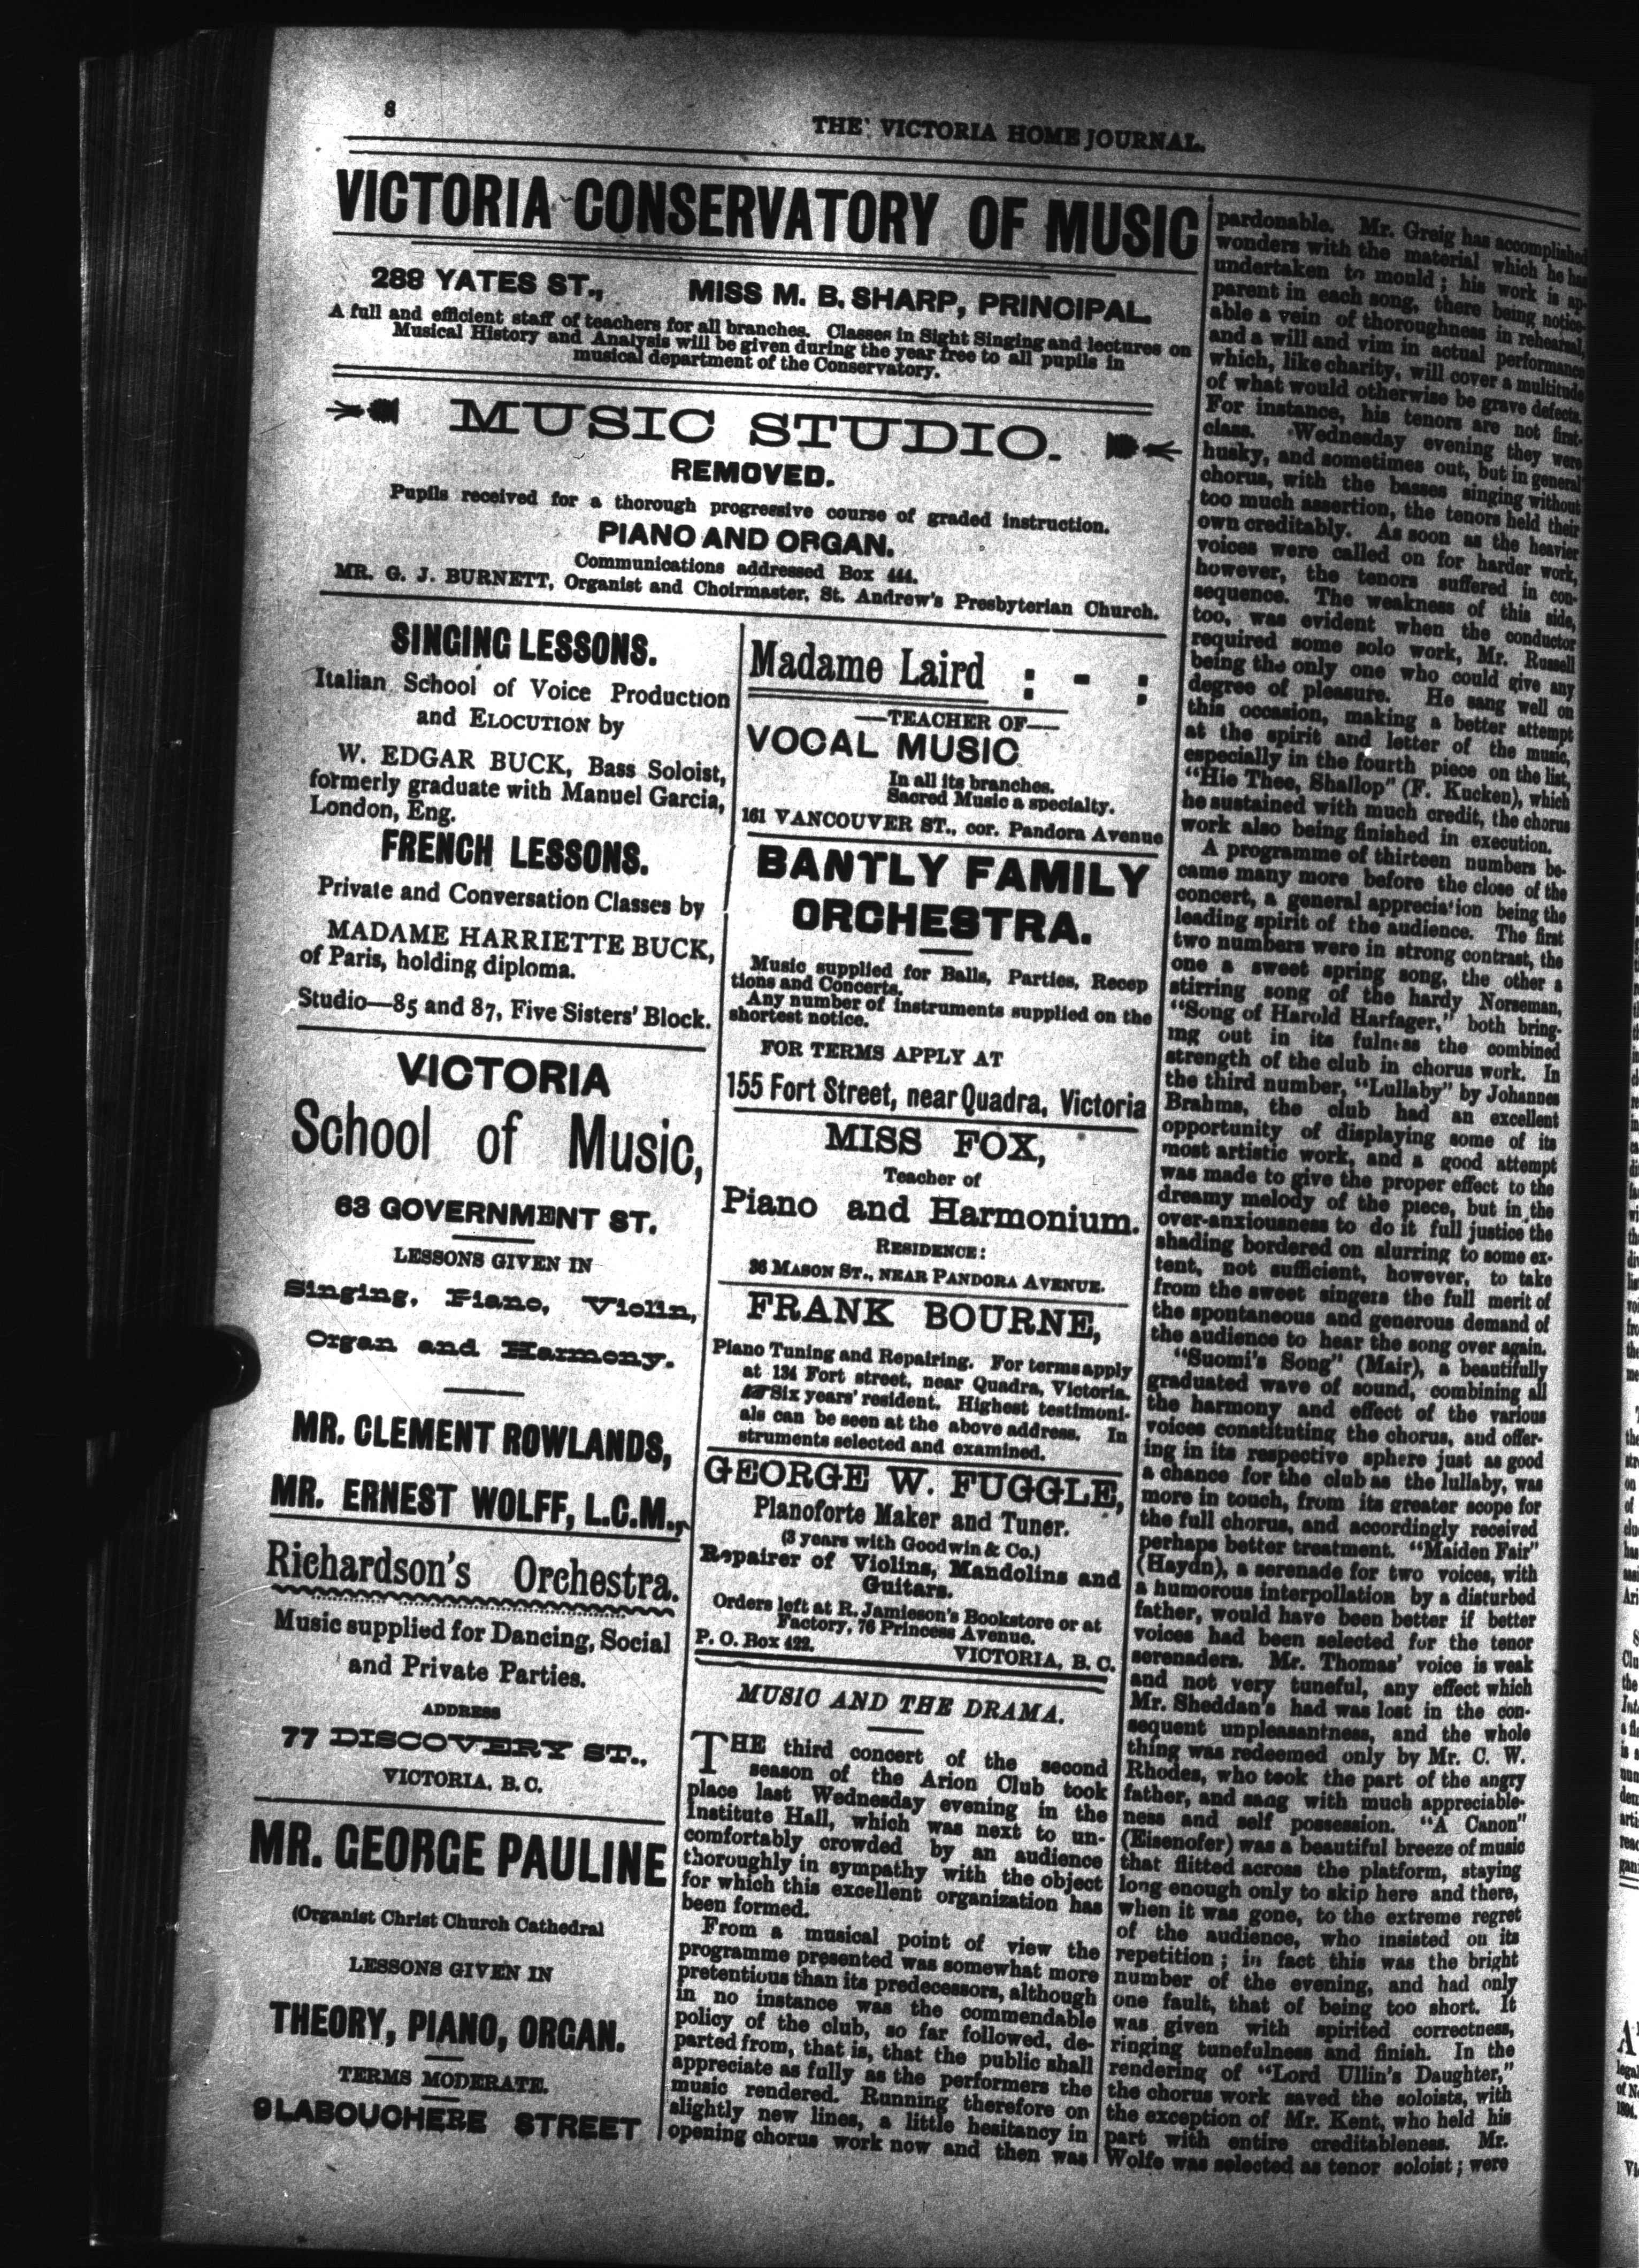 8
THE VICTORIA HOME JOURNAL.
VICTORIA CONSERVATORY OF MUSIC
288 YATES ST., MISS M. B. SHARP, PRINCIPAL.
A full and efficient staff of teachers for all branches. Classes in Sight Singing and lectures on
Musical History and Analysis will be given during the year free to all pupils in
musical department of the Conservatory.
MUSIC STUDIO.
REMOVED.
Pupils received for a thorough progressive course of graded instruction.
PIANO AND ORGAN.
Communications addressed Box 444.
MR. G. J. BURNETT, Organist and Choirmaster, St. Andrew's Presbyterian Church.
SINGING LESSONS.
Italian School of Voice Production
and ELOCUTION by
W. EDGAR BUCK, Bass Soloist,
formerly graduate with Manuel Garcia,
London, Eng.
FRENCH LESSONS.
Private and Conversation Classes by
MADAME HARRIETTE BUCK,
of Paris, holding diploma.
Studio—85 and 87, Five Sisters' Block.
VICTORIA
School of Music,
63 GOVERNMENT ST.
LESSONS GIVEN IN
Singing, Piano, Violin,
Organ and Harmony.
MR. CLEMENT ROWLANDS,
MR. ERNEST WOLFF, L.C.M.,
Richardson's Orchestra.
Music supplied for Dancing, Social
and Private Parties.
ADDRESS
77 DISCOVERY ST.,
VICTORIA, B.C.
MR. GEORGE PAULINE
(Organist Christ Church Cathedral
LESSONS GIVEN IN
THEORY, PIANO, ORGAN.
TERMS MODERATE.
9 LABOUCHERE STREET
Madame Laird : - :
—TEACHER OF—
VOCAL MUSIC
In all its branches.
Sacred Music a specialty.
161 VANCOUVER ST., cor. Pandora Avenue
BANTLY FAMILY
ORCHESTRA.
Music supplied for Balls, Parties, Recep
tions and Concerts.
Any number of instruments supplied on the
shortest notice.
FOR TERMS APPLY AT
155 Fort Street, near Quadra, Victoria
MISS FOX,
Teacher of
Piano and Harmonium.
RESIDENCE:
36 MASON ST., NEAR PANDORA AVENUE.
FRANK BOURNE,
Piano Tuning and Repairing. For terms apply
at 134 Fort street, near Quadra, Victoria.
☞Six years' resident. Highest testimoni-
als can be seen at the above address. In
struments selected and examined.
GEORGE W. FUGGLE,
Pianoforte Maker and Tuner.
(3 years with Goodwin & Co.)
Repairer of Violins, Mandolins and
Guitars.
Orders left at R. Jamieson's Bookstore or at
Factory, 76 Princess Avenue.
P. O. Box 422. VICTORIA, B. C.
MUSIC AND THE DRAMA.
THE third concert of the second
season of the Arion Club took
place last Wednesday evening in the
Institute Hall, which was next to un-
comfortably crowded by an audience
thoroughly in sympathy with the object
for which this excellent organization has
been formed.
From a musical point of view the
programme presented was somewhat more
pretentious than its predecessors, although
in no instance was the commendable
policy of the club, so far followed, de-
parted from, that is, that the public shall
appreciate as fully as the performers the
music rendered. Running therefore on
slightly new lines, a little hesitancy in
opening chorus work now and then was
pardonable. Mr. Greig has accomplished
wonders with the material which he has
undertaken to mould; his work is ap-
parent in each song, there being notice-
able a vein of thoroughness in rehearsal,
and a will and vim in actual performance
which, like charity, will cover a multitude
of what would otherwise be grave defects.
For instance, his tenors are not first-
class. Wednesday evening they were
husky, and sometimes out, but in general
chorus, with the basses singing without
too much assertion, the tenors held their
own creditably. As soon as the heavier
voices were called on for harder work,
however, the tenors suffered in con-
sequence. The weakness of this side,
too, was evident when the conductor
required some solo work, Mr. Russell
being the only one who could give any
degree of pleasure. He sang well on
this occasion, making a better attempt
at the spirit and letter of the music,
especially in the fourth piece on the list,
"Hie Thee, Shallop" (F. Kucken), which
he sustained with much credit, the chorus
work also being finished in execution.
A programme of thirteen numbers be-
came many more before the close of the
concert, a general appreciation being the
leading spirit of the audience. The first
two numbers were in strong contrast, the
one a sweet spring song, the other a
stirring song of the hardy Norseman,
"Song of Harold Harfager," both bring-
ing out in its fulness the combined
strength of the club in chorus work. In
the third number, "Lullaby" by Johannes
Brahms, the club had an excellent
opportunity of displaying some of its
most artistic work, and a good attempt
was made to give the proper effect to the
dreamy melody of the piece, but in the
over-anxiousness to do it full justice the
shading bordered on slurring to some ex-
tent, not sufficient, however, to take
from the sweet singers the full merit of
the spontaneous and generous demand of
the audience to hear the song over again.
"Suomi's Song" (Mair), a beautifully
graduated wave of sound, combining all
the harmony and effect of the various
voices constituting the chorus, and offer-
ing in its respective sphere just as good
a chance for the club as the lullaby, was
more in touch, from its greater scope for
the full chorus, and accordingly received
perhaps better treatment. "Maiden Fair"
(Haydn), a serenade for two voices, with
a humorous interpolation by a disturbed
father, would have been better if better
voices had been selected for the tenor
serenaders. Mr. Thomas' voice is weak
and not very tuneful, any effect which
Mr. Sheddan's had was lost in the con-
sequent unpleasantness, and the whole
thing was redeemed only by Mr. C. W.
Rhodes, who took the part of the angry
father, and sang with much appreciable-
ness and self possession. "A Canon"
(Eisenofer) was a beautiful breeze of music
that flitted across the platform, staying
long enough only to skip here and there,
when it was gone, to the extreme regret
of the audience, who insisted on its
repetition; in fact this was the bright
number of the evening, and had only
one fault, that of being too short. It
was given with spirited correctness,
ringing tunefulness and finish. In the
rendering of "Lord Ullin's Daughter,"
the chorus work saved the soloists, with
the exception of Mr. Kent, who held his
part with entire creditableness. Mr.
Wolfe was selected as tenor soloist; were